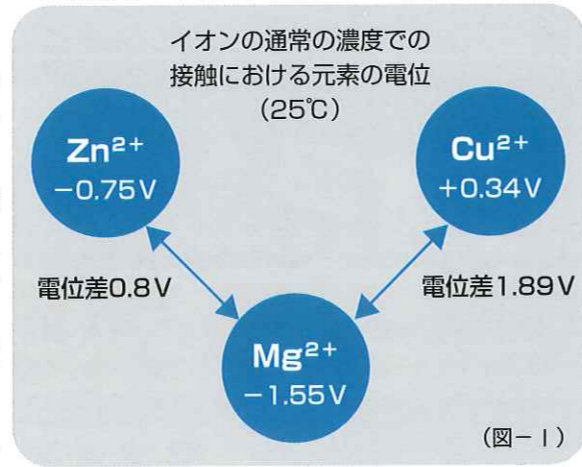 イオンの通常の濃度での
接触における元素の電位
(25℃)
Zn²⁺
−0.75V
Cu²⁺
+0.34V
電位差0.8V
電位差1.89V
Mg²⁺
−1.55V
(図−1)